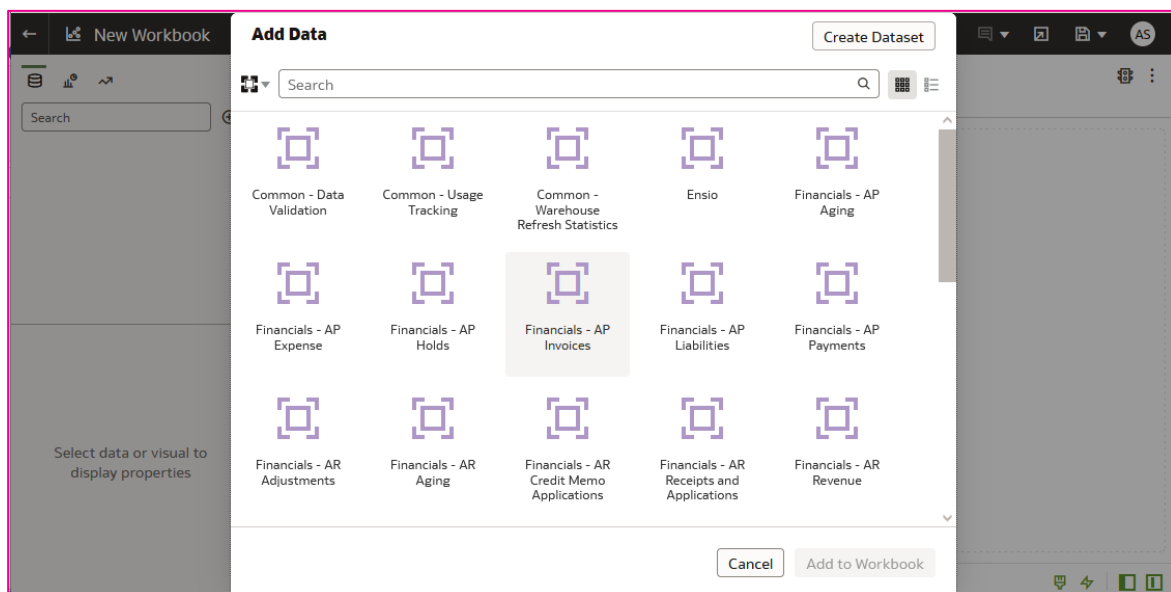 New Workbook
Add Data
Create Dataset
AS
Search
Search
Common - Data
Validation
Common - Usage
Tracking
Common -
Warehouse
Refresh Statistics
Ensio
Financials - AP
Aging
Financials - AP
Expense
Financials - AP
Holds
Financials - AP
Invoices
Financials - AP
Liabilities
Financials - AP
Payments
Financials - AR
Adjustments
Financials - AR
Aging
Financials - AR
Credit Memo
Applications
Financials - AR
Receipts and
Applications
Financials - AR
Revenue
Select data or visual to
display properties
Cancel
Add to Workbook